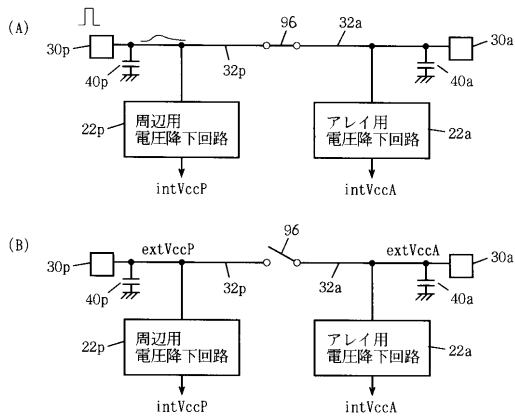 (A)
96
32a
30p
30a
40p
32p
40a
周辺用
電圧降下回路
22p
アレイ用
電圧降下回路
22a
intVccP
intVccA
(B)
96
extVccP
extVccA
30p
30a
32p
32a
40p
40a
周辺用
電圧降下回路
22p
アレイ用
電圧降下回路
22a
intVccP
intVccA